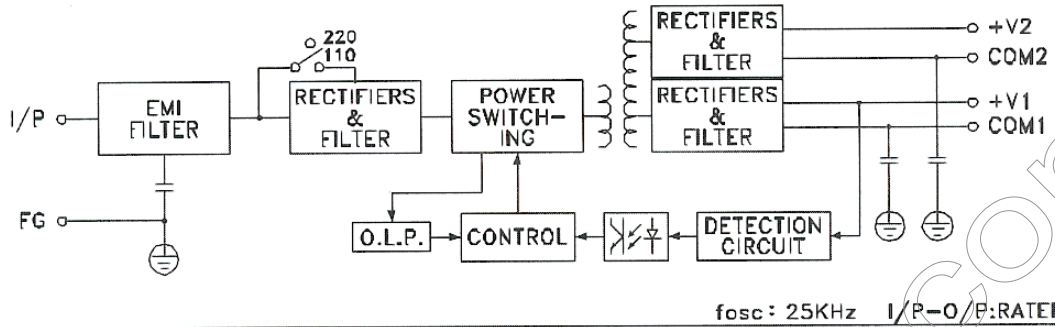 220
110
I/P
EMI
FILTER
RECTIFIERS
&
FILTER
POWER
SWITCH-
ING
RECTIFIERS
&
FILTER
RECTIFIERS
&
FILTER
+V2
COM2
+V1
COM1
FG
O.L.P.
CONTROL
DETECTION
CIRCUIT
fosc : 25KHz I/P-O/P:RATED